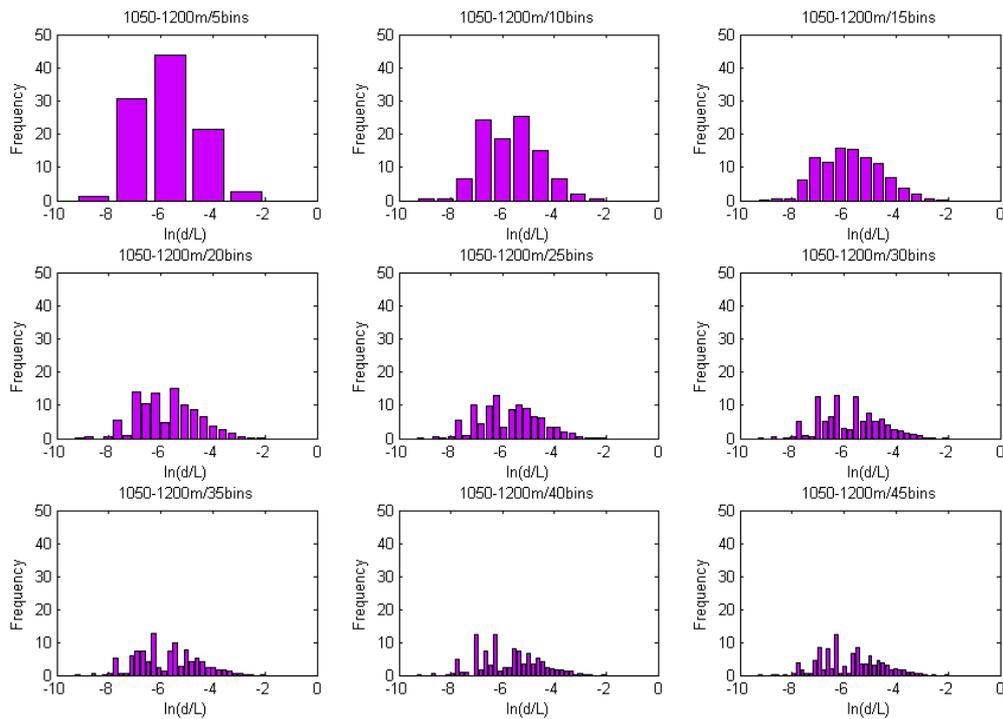 1050-1200m/5bins
1050-1200m/10bins
1050-1200m/15bins
50
40
30
20
10
0
Frequency
-10 -8 -6 -4 -2 0
ln(d/L)
50
40
30
20
10
0
Frequency
-10 -8 -6 -4 -2 0
ln(d/L)
50
40
30
20
10
0
Frequency
-10 -8 -6 -4 -2 0
ln(d/L)
1050-1200m/20bins
1050-1200m/25bins
1050-1200m/30bins
50
40
30
20
10
0
Frequency
-10 -8 -6 -4 -2 0
ln(d/L)
50
40
30
20
10
0
Frequency
-10 -8 -6 -4 -2 0
ln(d/L)
50
40
30
20
10
0
Frequency
-10 -8 -6 -4 -2 0
ln(d/L)
1050-1200m/35bins
1050-1200m/40bins
1050-1200m/45bins
50
40
30
20
10
0
Frequency
-10 -8 -6 -4 -2 0
ln(d/L)
50
40
30
20
10
0
Frequency
-10 -8 -6 -4 -2 0
ln(d/L)
50
40
30
20
10
0
Frequency
-10 -8 -6 -4 -2 0
ln(d/L)